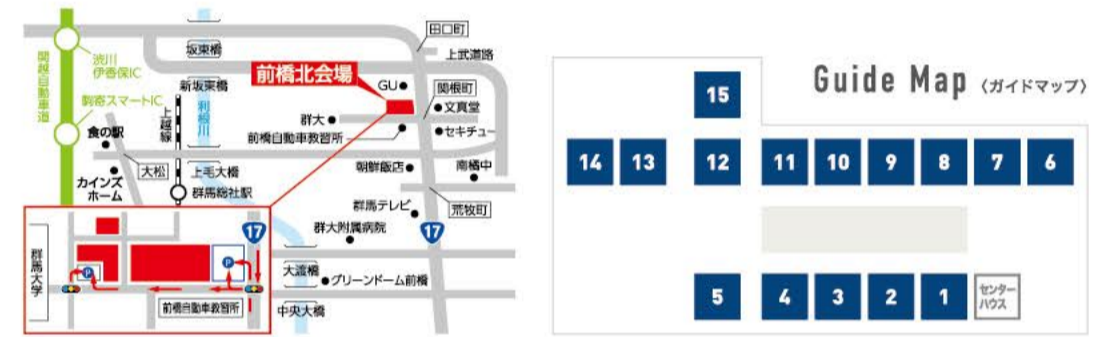 田口町
上武道路
坂東橋
渋川
伊香保IC
関越自動車道
前橋北会場
新坂東橋
GU
関根町
駒寄スマートIC
上越線
利根川
文真堂
群大
セキチュー
食の駅
前橋自動車教習所
大松
上毛大橋
朝鮮飯店
南橘中
カインズ
ホーム
群馬総社駅
群馬テレビ
荒牧町
17
17
群大附属病院
群馬大学
P
P
大渡橋
グリーンドーム前橋
前橋自動車教習所
中央大橋
Guide Map 〈ガイドマップ〉
15
14
13
12
11
10
9
8
7
6
5
4
3
2
1
センター
ハウス